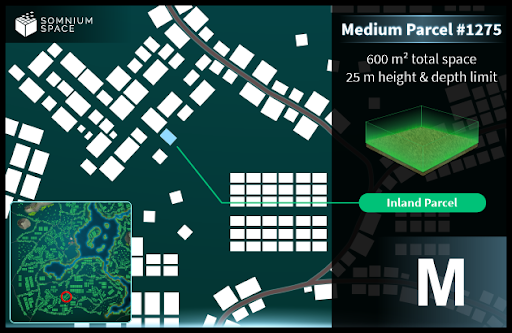 SOMNIUM
SPACE
Medium Parcel #1275
600 m² total space
25 m height & depth limit
Inland Parcel
M